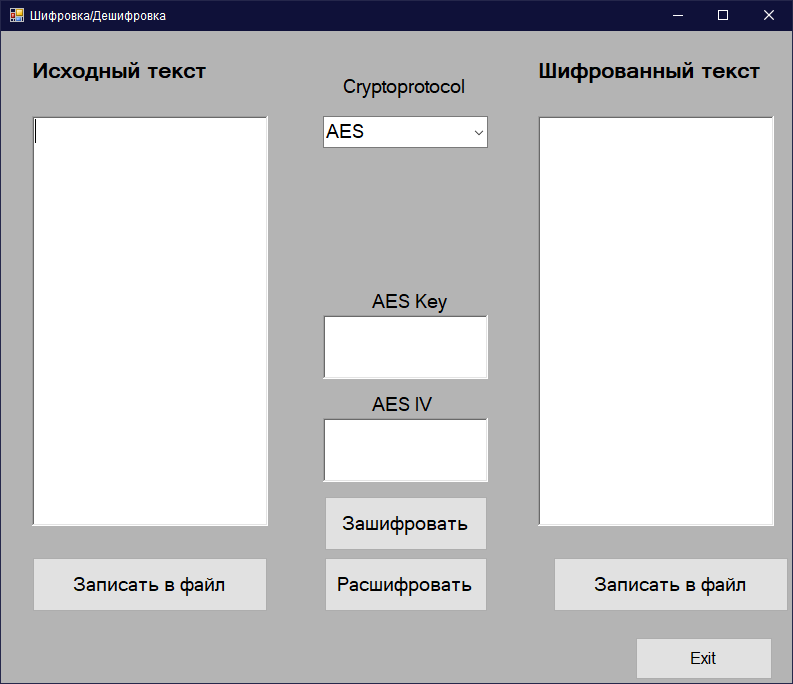 Шифровка/Дешифровка
Исходный текст
Cryptoprotocol
Шифрованный текст
AES
AES Key
AES IV
Зашифровать
Записать в файл
Расшифровать
Записать в файл
Exit